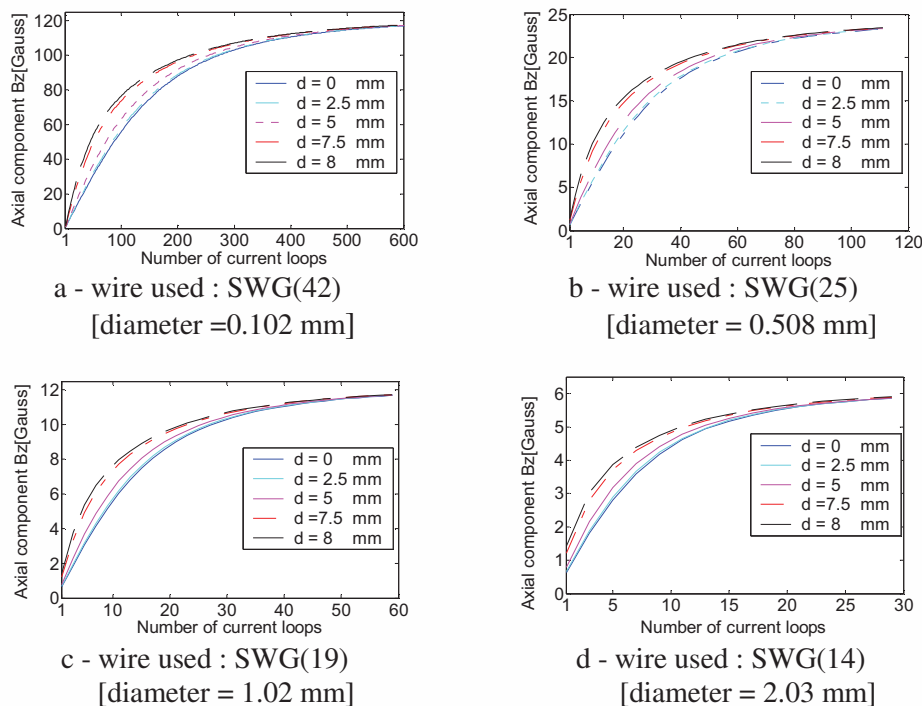 Axial component Bz[Gauss]
120
100
80
60
40
20
0
d = 0 mm
d = 2.5 mm
d = 5 mm
d =7.5 mm
d = 8 mm
1 100 200 300 400 500 600
Number of current loops
a - wire used : SWG(42)
[diameter =0.102 mm]
Axial component Bz[Gauss]
25
20
15
10
5
0
d = 0 mm
d = 2.5 mm
d = 5 mm
d =7.5 mm
d = 8 mm
1 20 40 60 80 100 120
Number of current loops
b - wire used : SWG(25)
[diameter = 0.508 mm]
Axial component Bz[Gauss]
12
10
8
6
4
2
0
d = 0 mm
d = 2.5 mm
d = 5 mm
d =7.5 mm
d = 8 mm
1 10 20 30 40 50 60
Number of current loops
c - wire used : SWG(19)
[diameter = 1.02 mm]
Axial component Bz[Gauss]
6
5
4
3
2
1
0
d = 0 mm
d = 2.5 mm
d = 5 mm
d =7.5 mm
d = 8 mm
1 5 10 15 20 25 30
Number of current loops
d - wire used : SWG(14)
[diameter = 2.03 mm]